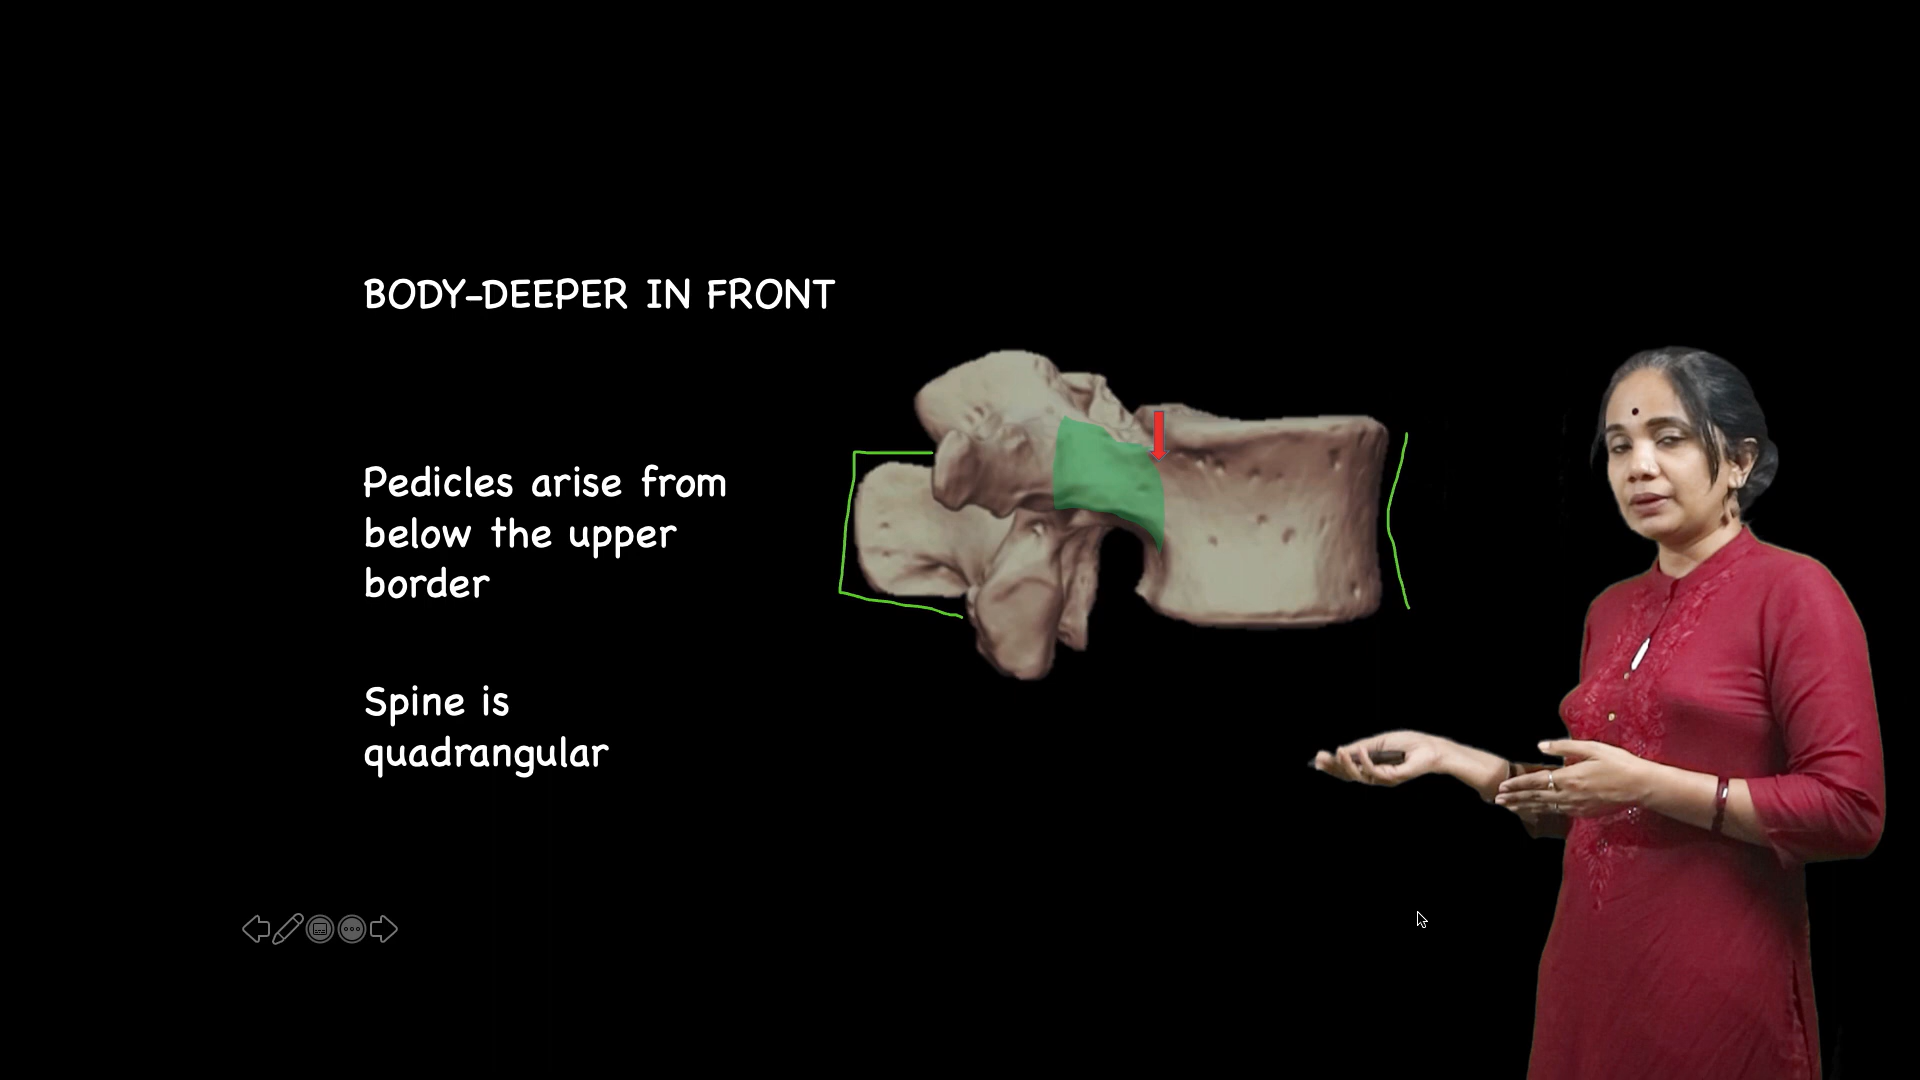 BODY-DEEPER IN FRONT
Pedicles arise from
below the upper
border
Spine is
quadrangular